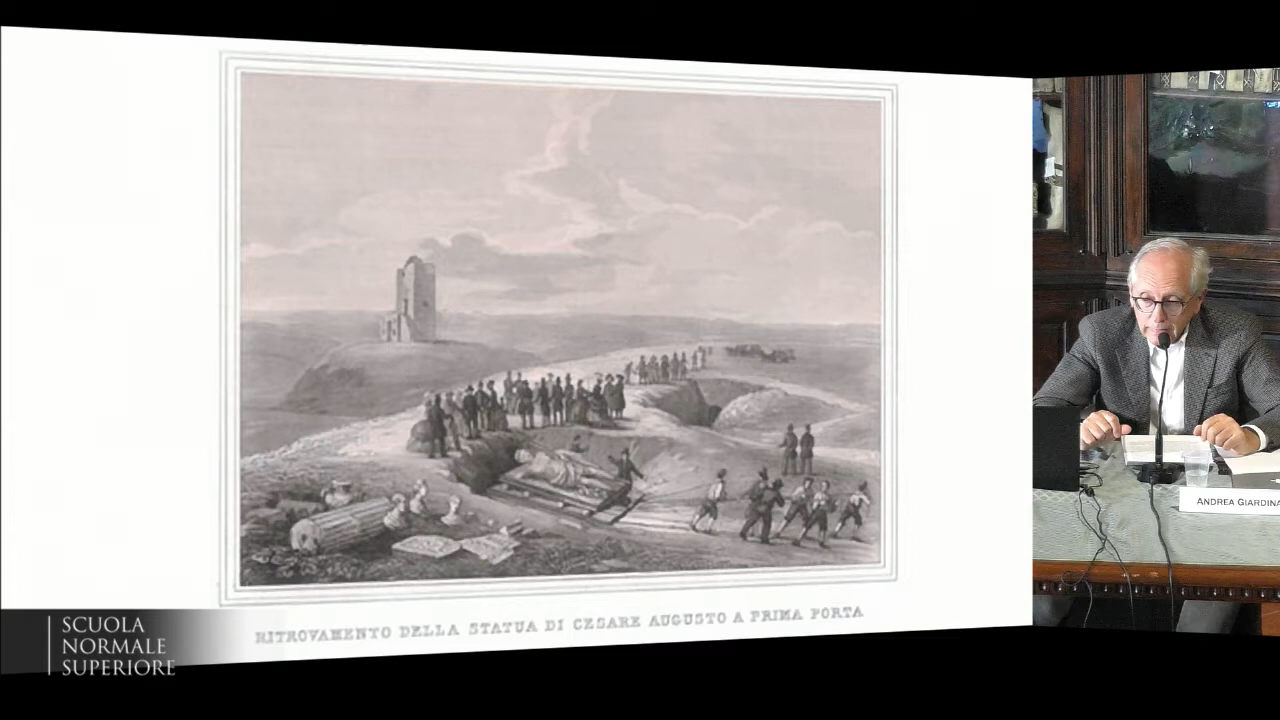 RITROVAMENTO DELLA STATUA DI CESARE AUGUSTO A PRIMA PORTA
SCUOLA
NORMALE
SUPERIORE
ANDREA GIARDINA